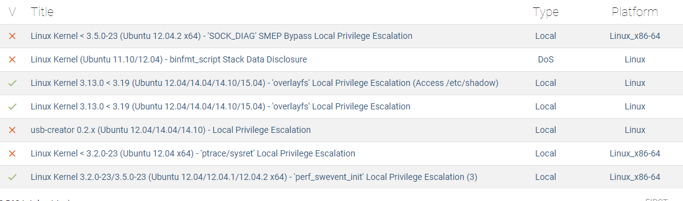 V Title Type Platform
Linux Kernel < 3.5.0-23 (Ubuntu 12.04.2 x64) - 'SOCK_DIAG' SMEP Bypass Local Privilege Escalation Local Linux_x86-64
Linux Kernel (Ubuntu 11.10/12.04) - binfmt_script Stack Data Disclosure DoS Linux
Linux Kernel 3.13.0 < 3.19 (Ubuntu 12.04/14.04/14.10/15.04) - 'overlayfs' Local Privilege Escalation (Access /etc/shadow) Local Linux
Linux Kernel 3.13.0 < 3.19 (Ubuntu 12.04/14.04/14.10/15.04) - 'overlayfs' Local Privilege Escalation Local Linux
usb-creator 0.2.x (Ubuntu 12.04/14.04/14.10) - Local Privilege Escalation Local Linux
Linux Kernel < 3.2.0-23 (Ubuntu 12.04 x64) - 'ptrace/sysret' Local Privilege Escalation Local Linux_x86-64
Linux Kernel 3.2.0-23/3.5.0-23 (Ubuntu 12.04/12.04.1/12.04.2 x64) - 'perf_swevent_init' Local Privilege Escalation (3) Local Linux_x86-64